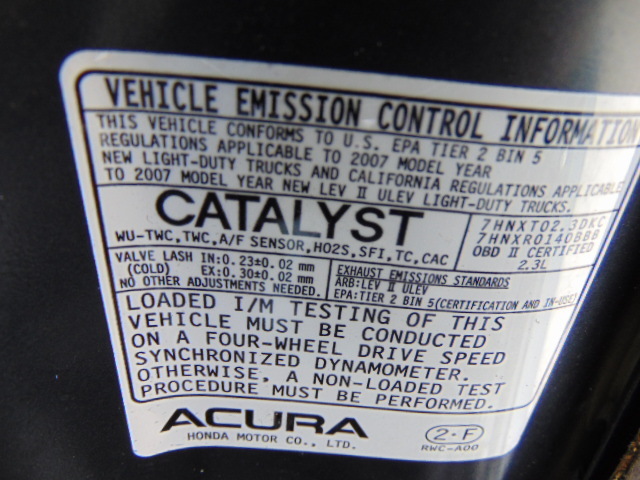 VEHICLE EMISSION CONTROL INFORMATION
THIS VEHICLE CONFORMS TO U.S. EPA TIER 2 BIN 5
REGULATIONS APPLICABLE TO 2007 MODEL YEAR
NEW LIGHT-DUTY TRUCKS AND CALIFORNIA REGULATIONS APPLICABLE
TO 2007 MODEL YEAR NEW LEV II ULEV LIGHT-DUTY TRUCKS.
CATALYST
WU-TWC,TWC,A/F SENSOR,HO2S,SFI,TC,CAC
7HNXT02.3DKC
7HNXR0140BBB
OBD II CERTIFIED
2.3L
VALVE LASH IN:0.23±0.02 mm
(COLD) EX:0.30±0.02 mm
NO OTHER ADJUSTMENTS NEEDED.
EXHAUST EMISSIONS STANDARDS
ARB:LEV II ULEV
EPA:TIER 2 BIN 5(CERTIFICATION AND IN-USE)
LOADED I/M TESTING OF THIS
VEHICLE MUST BE CONDUCTED
ON A FOUR-WHEEL DRIVE SPEED
SYNCHRONIZED DYNAMOMETER.
OTHERWISE, A NON-LOADED TEST
PROCEDURE MUST BE PERFORMED.
ACURA
HONDA MOTOR CO., LTD.
2-F
RWC-A00